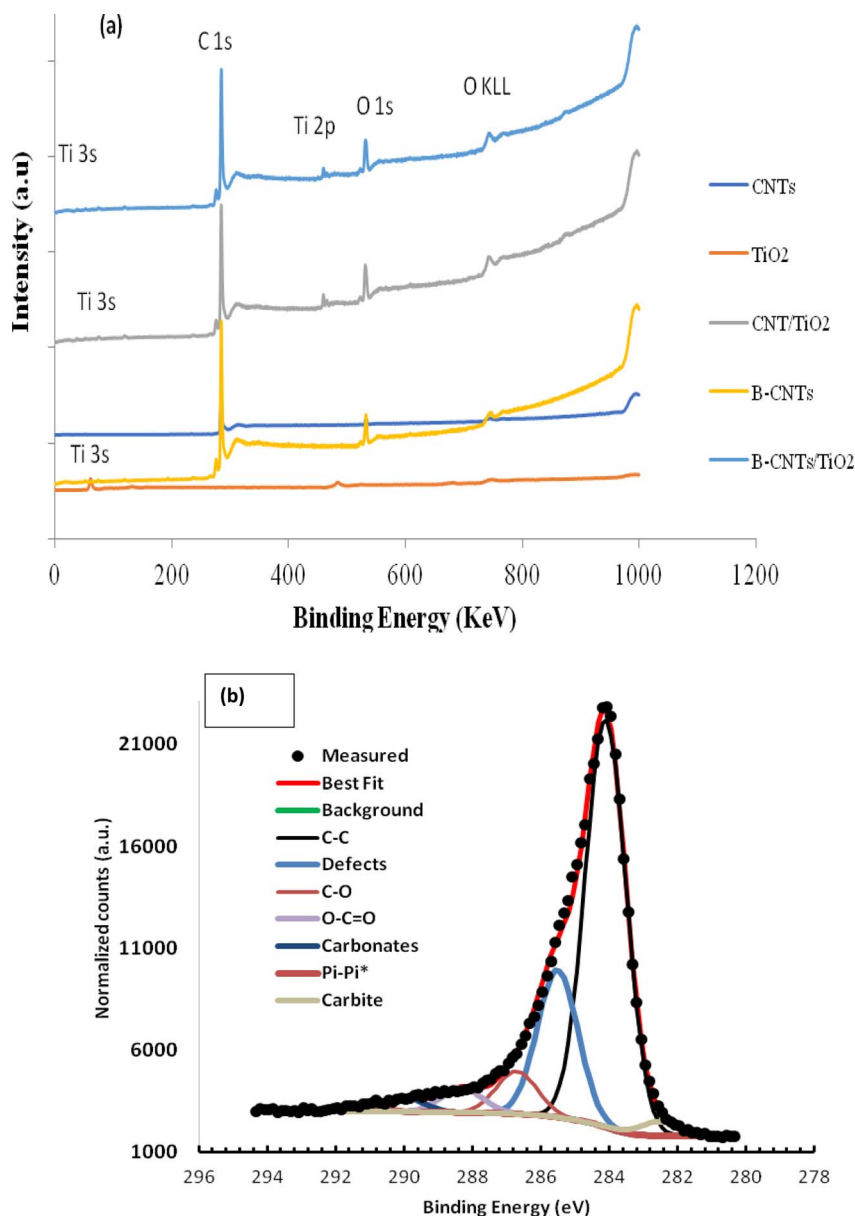 (a)
C 1s
Ti 3s
Ti 2p
O 1s
O KLL
Ti 3s
Ti 3s
Intensity (a.u)
CNTs
TiO2
CNT/TiO2
B-CNTs
B-CNTs/TiO2
0 200 400 600 800 1000 1200
Binding Energy (KeV)
(b)
Measured
Best Fit
Background
C-C
Defects
C-O
O-C=O
Carbonates
Pi-Pi*
Carbite
Normalized counts (a.u.)
21000
16000
11000
6000
1000
296 294 292 290 288 286 284 282 280 278
Binding Energy (eV)